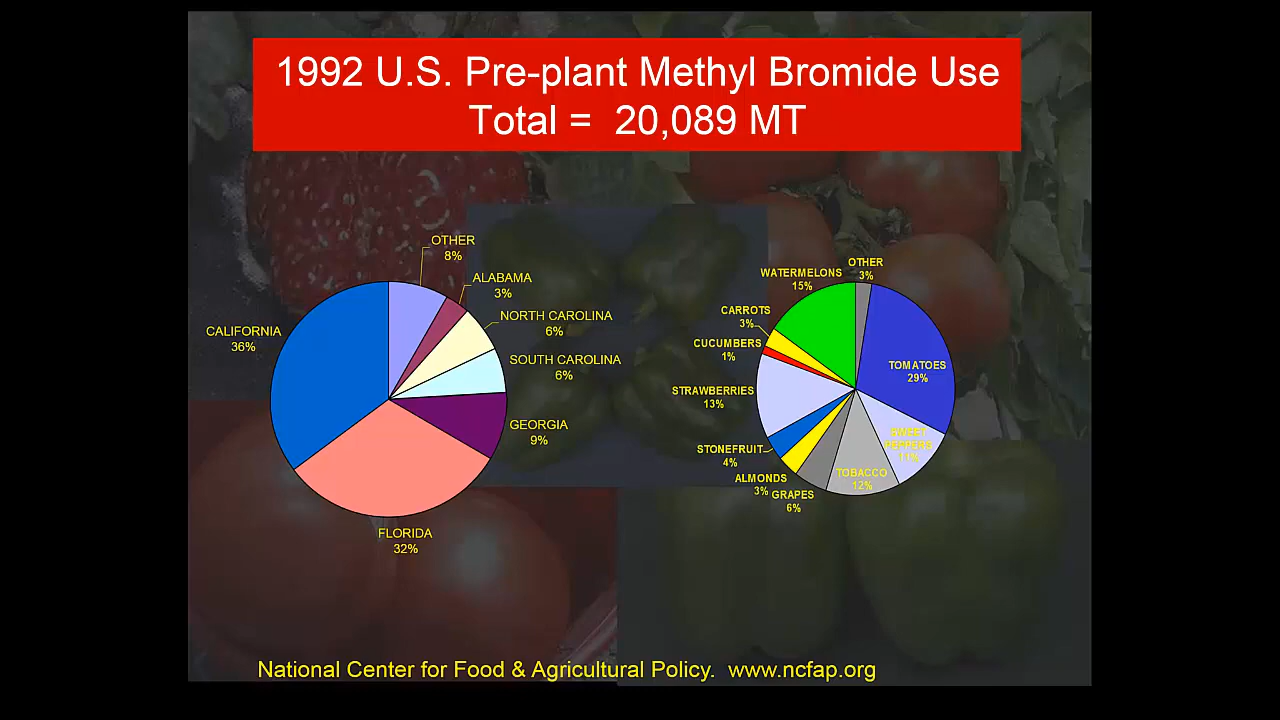 1992 U.S. Pre-plant Methyl Bromide Use
Total = 20,089 MT
OTHER
8%
ALABAMA
3%
NORTH CAROLINA
6%
SOUTH CAROLINA
6%
GEORGIA
9%
FLORIDA
32%
CALIFORNIA
36%
OTHER
3%
WATERMELONS
15%
CARROTS
3%
CUCUMBERS
1%
STRAWBERRIES
13%
STONEFRUIT
4%
ALMONDS
3%
GRAPES
6%
TOBACCO
12%
SWEET
PEPPERS
11%
TOMATOES
29%
National Center for Food & Agricultural Policy. www.ncfap.org